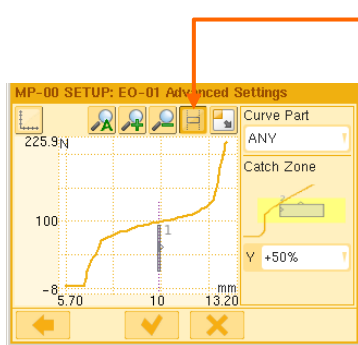 MP-00 SETUP: EO-01 Advanced Settings
Curve Part
ANY
225.9N
Catch Zone
100
1
Y +50%
-8
mm
5.70 10 13.20